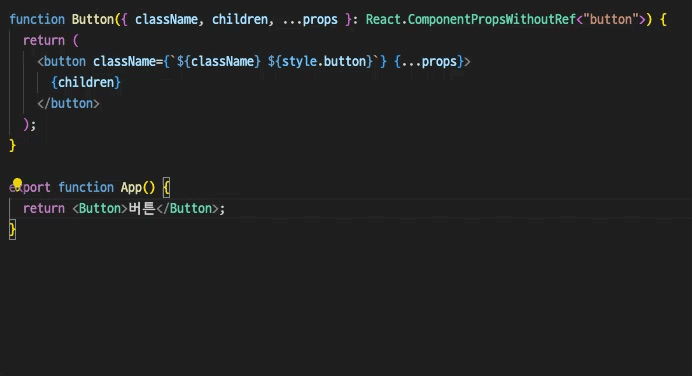 function Button({ className, children, ...props }: React.ComponentPropsWithoutRef<"button">) {
  return (
    <button className={`${className} ${style.button}`} {...props}>
      {children}
    </button>
  );
}
export function App() {
  return <Button>버튼</Button>;
}